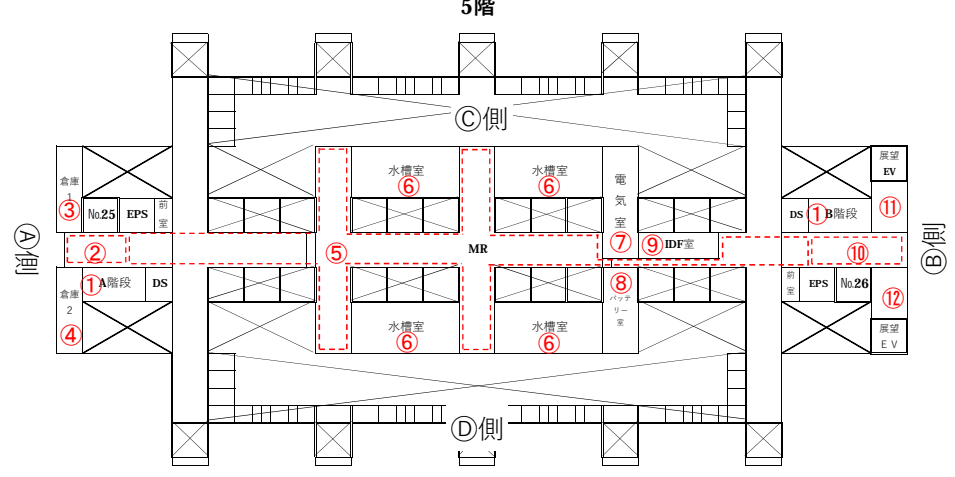 5階
Ⓒ側
倉庫
1
③
No.25
EPS
前
室
水槽室
⑥
水槽室
⑥
電
気
室
⑦
展望
EV
DS
①B階段
⑪
Ⓐ側
②
⑤
MR
⑨IDF室
⑩
Ⓑ側
倉庫
2
④
①A階段
DS
水槽室
⑥
水槽室
⑥
⑧
バッテ
リー
室
前
室
EPS
No.26
⑫
展望
EV
Ⓓ側